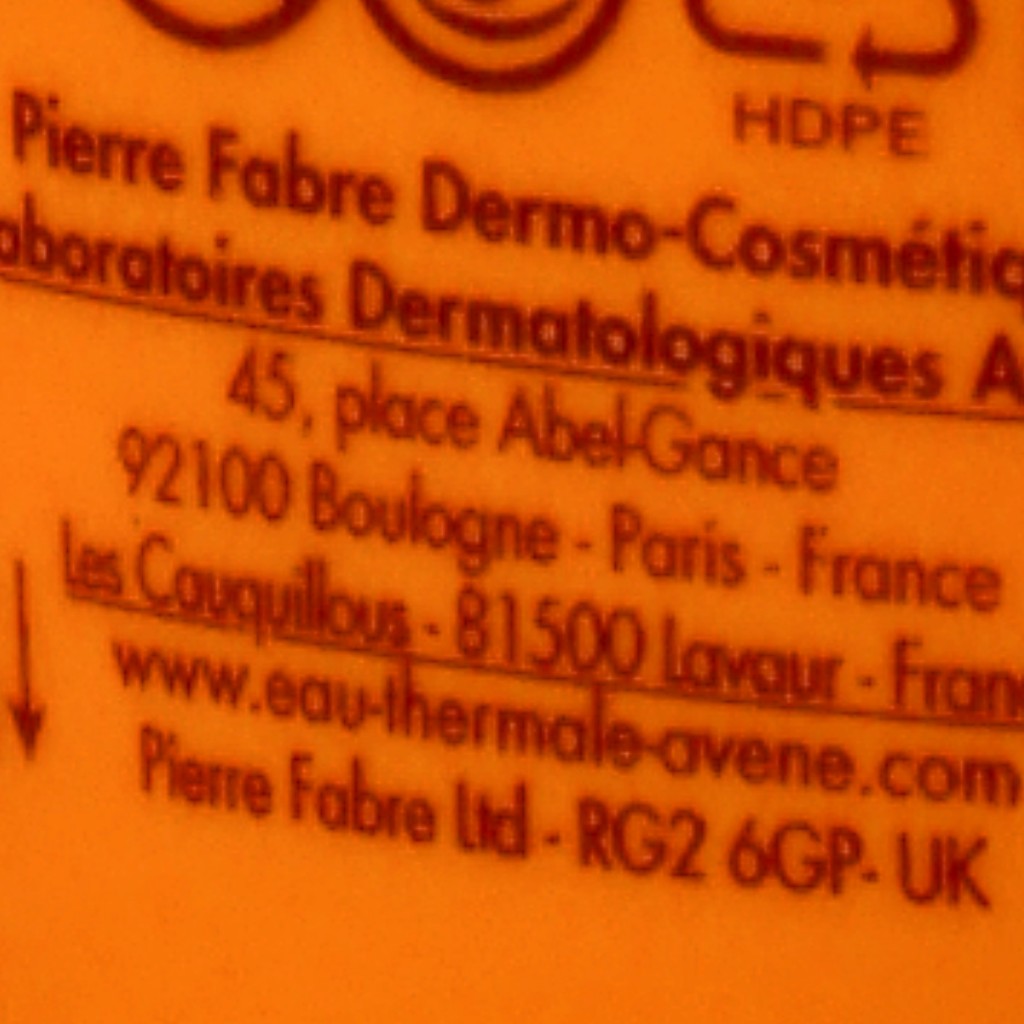 HDPE
Pierre Fabre Dermo-Cosmétiq
aboratoires Dermatologiques A
45, place Abel-Gance
92100 Boulogne - Paris - France
Les Cauquillous - 81500 Lavaur - Fran
www.eau-thermale-avene.com
Pierre Fabre Ltd - RG2 6GP- UK